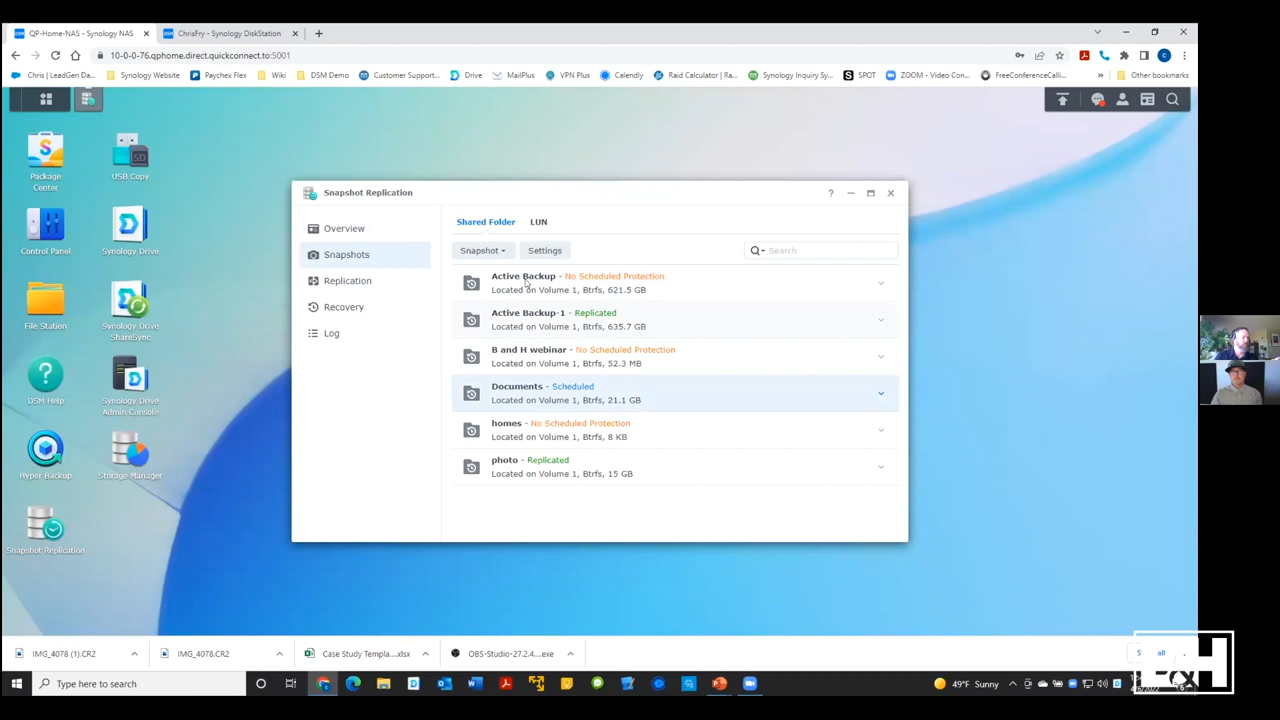 QP-Home-NAS - Synology NAS
ChrisFry - Synology DiskStation
10-0-0-76.qphome.direct.quickconnect.to:5001
Chris | LeadGen Da...
Synology Website
Paychex Flex
Wiki
DSM Demo
Customer Support...
Drive
MailPlus
VPN Plus
Calendly
Raid Calculator | Ra...
Synology Inquiry Sy...
SPOT
ZOOM - Video Con...
FreeConferenceCalli...
Other bookmarks
Package
Center
USB Copy
Control Panel
Synology Drive
File Station
Synology Drive
ShareSync
DSM Help
Synology Drive
Admin Console
Hyper Backup
Storage Manager
Snapshot Replication
Snapshot Replication
Overview
Snapshots
Replication
Recovery
Log
Shared Folder
LUN
Snapshot
Settings
Search
Active Backup - No Scheduled Protection
Located on Volume 1, Btrfs, 621.5 GB
Active Backup-1 - Replicated
Located on Volume 1, Btrfs, 635.7 GB
B and H webinar - No Scheduled Protection
Located on Volume 1, Btrfs, 52.3 MB
Documents - Scheduled
Located on Volume 1, Btrfs, 21.1 GB
homes - No Scheduled Protection
Located on Volume 1, Btrfs, 8 KB
photo - Replicated
Located on Volume 1, Btrfs, 15 GB
IMG_4078 (1).CR2
IMG_4078.CR2
Case Study Templa....xlsx
OBS-Studio-27.2.4....exe
Type here to search
49°F Sunny
B&H